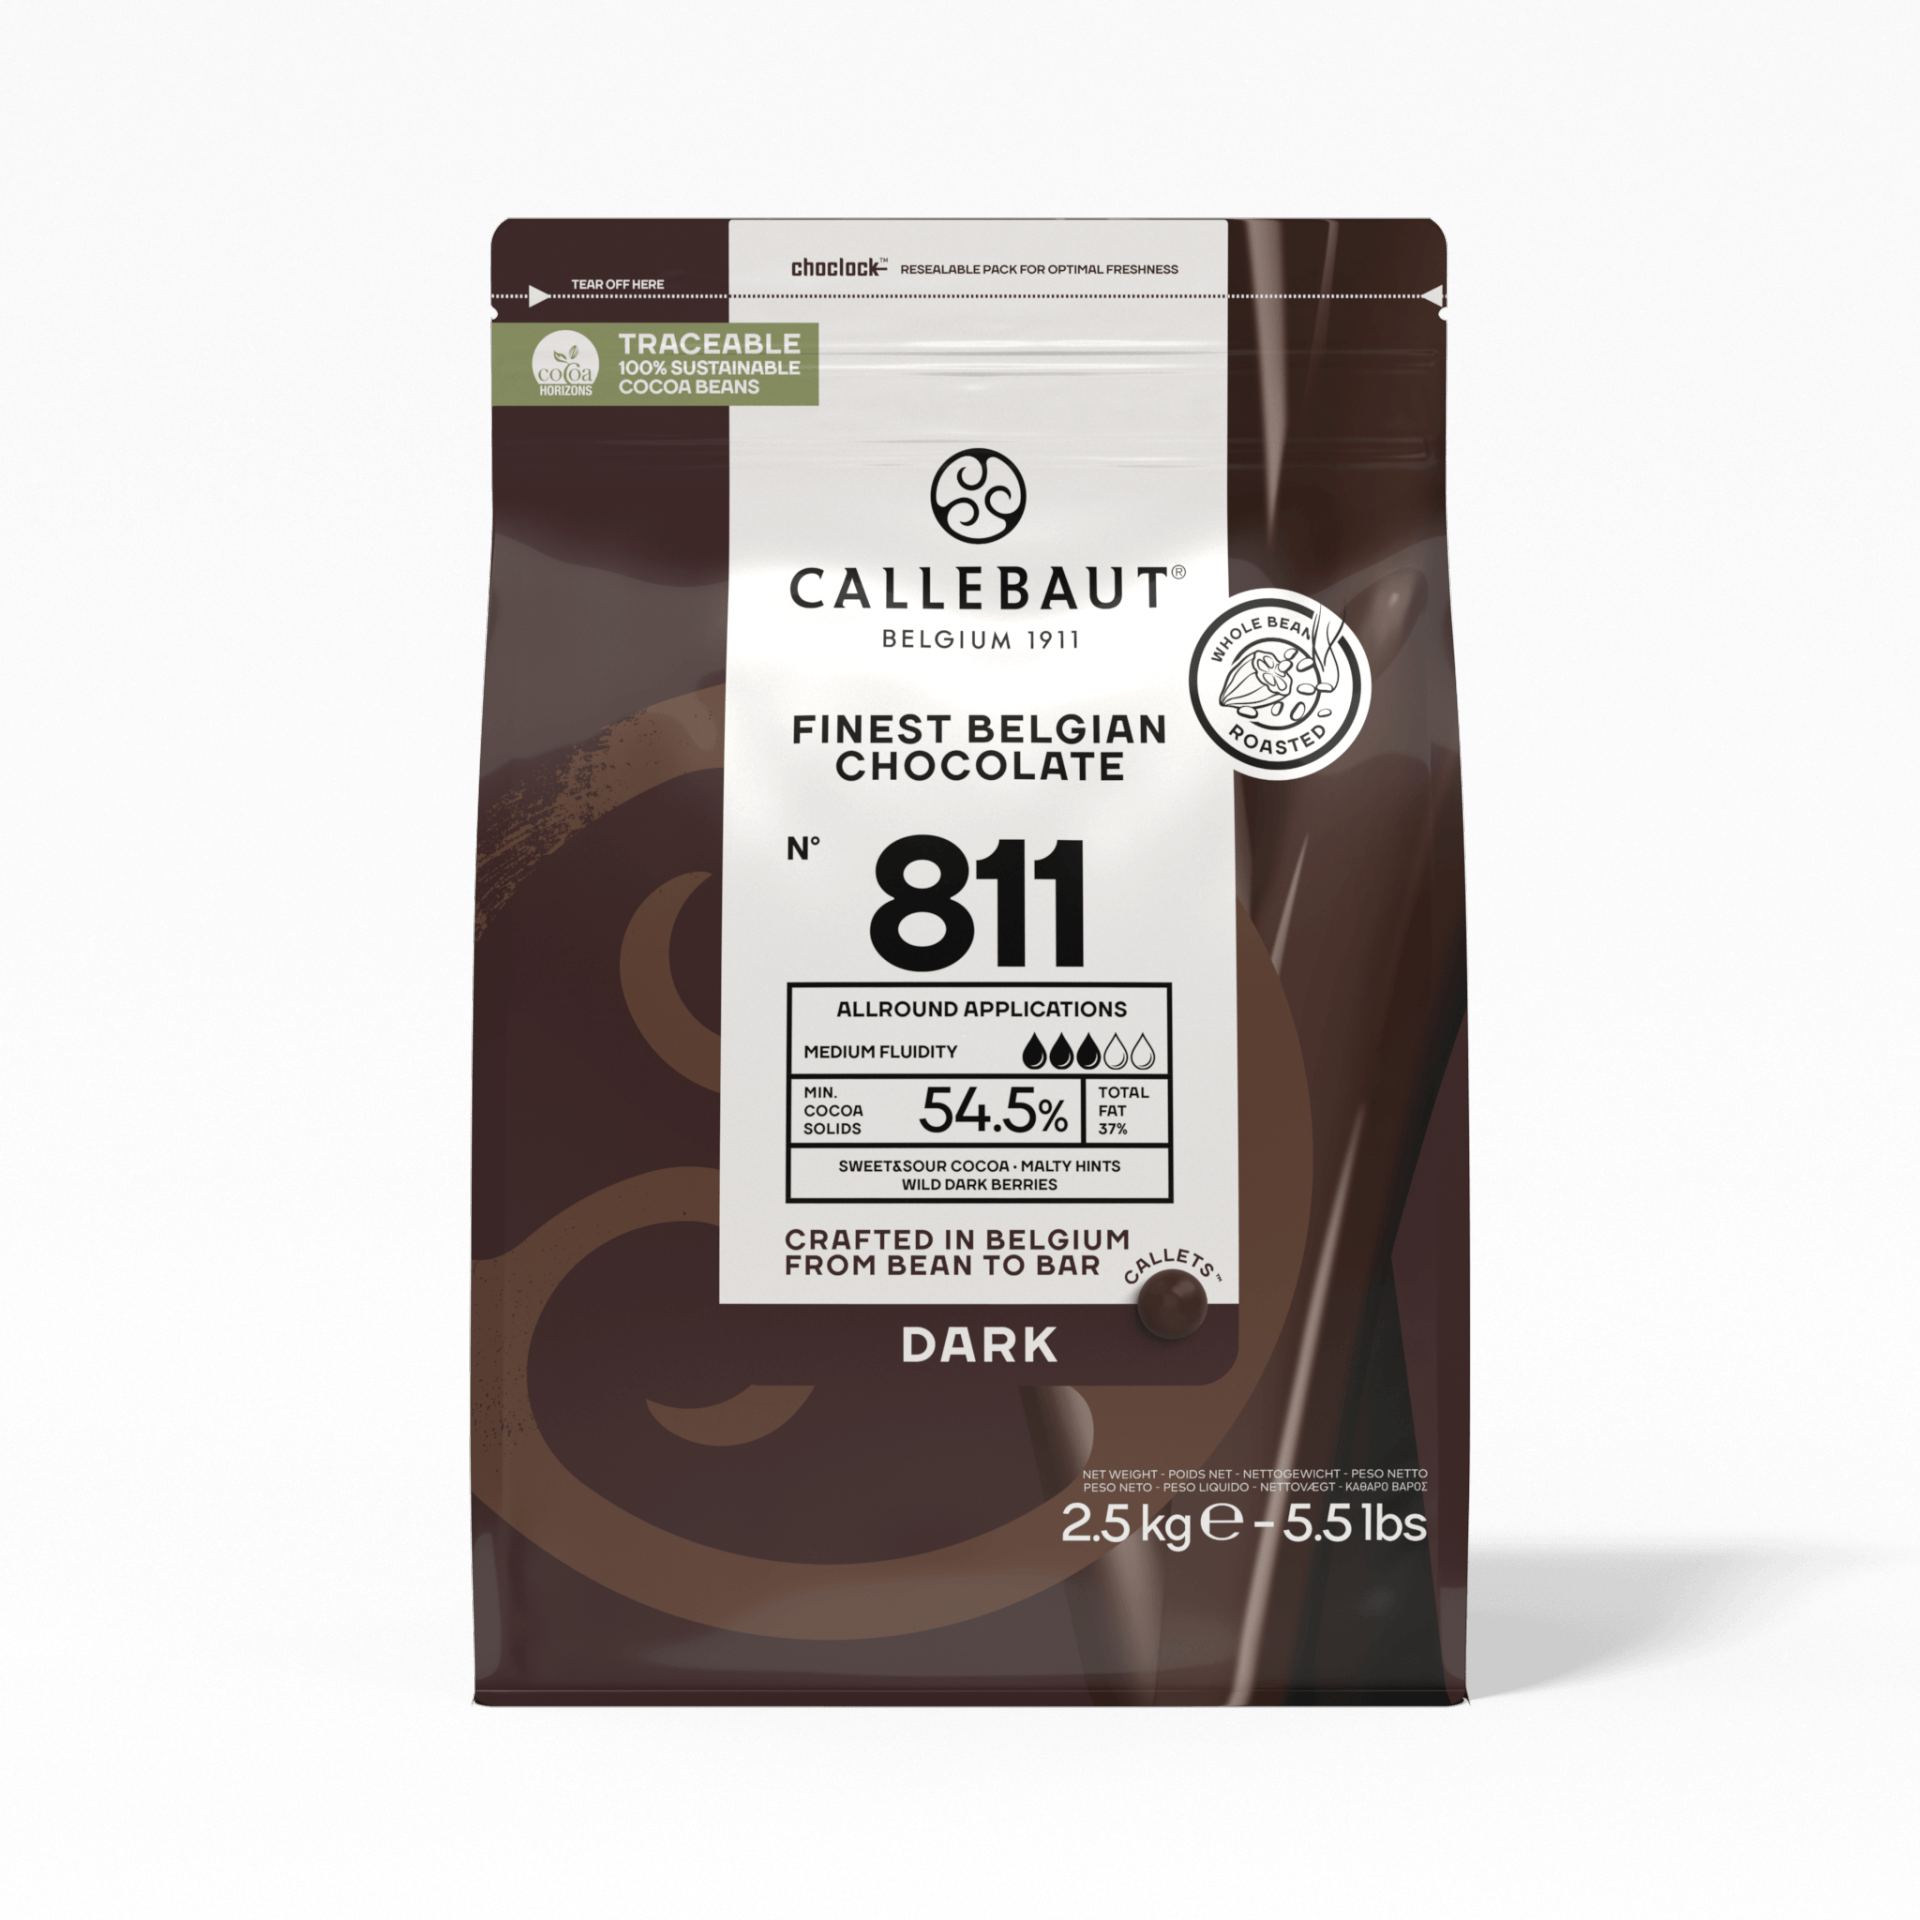 choclock™ RESEALABLE PACK FOR OPTIMAL FRESHNESS
TEAR OFF HERE
cocoa
HORIZONS
TRACEABLE
100% SUSTAINABLE
COCOA BEANS
CALLEBAUT®
BELGIUM 1911
WHOLE BEAN
ROASTED
FINEST BELGIAN
CHOCOLATE
N° 811
ALLROUND APPLICATIONS
MEDIUM FLUIDITY
MIN.
COCOA
SOLIDS
54.5%
TOTAL
FAT
37%
SWEET&SOUR COCOA · MALTY HINTS
WILD DARK BERRIES
CRAFTED IN BELGIUM
FROM BEAN TO BAR
CALLETS™
DARK
NET WEIGHT - POIDS NET - NETTOGEWICHT - PESO NETTO
PESO NETO - PESO LIQUIDO - NETTOVÆGT - ΚΑΘΑΡΟ ΒΑΡΟΣ
2.5 kg ℮ - 5.5 lbs